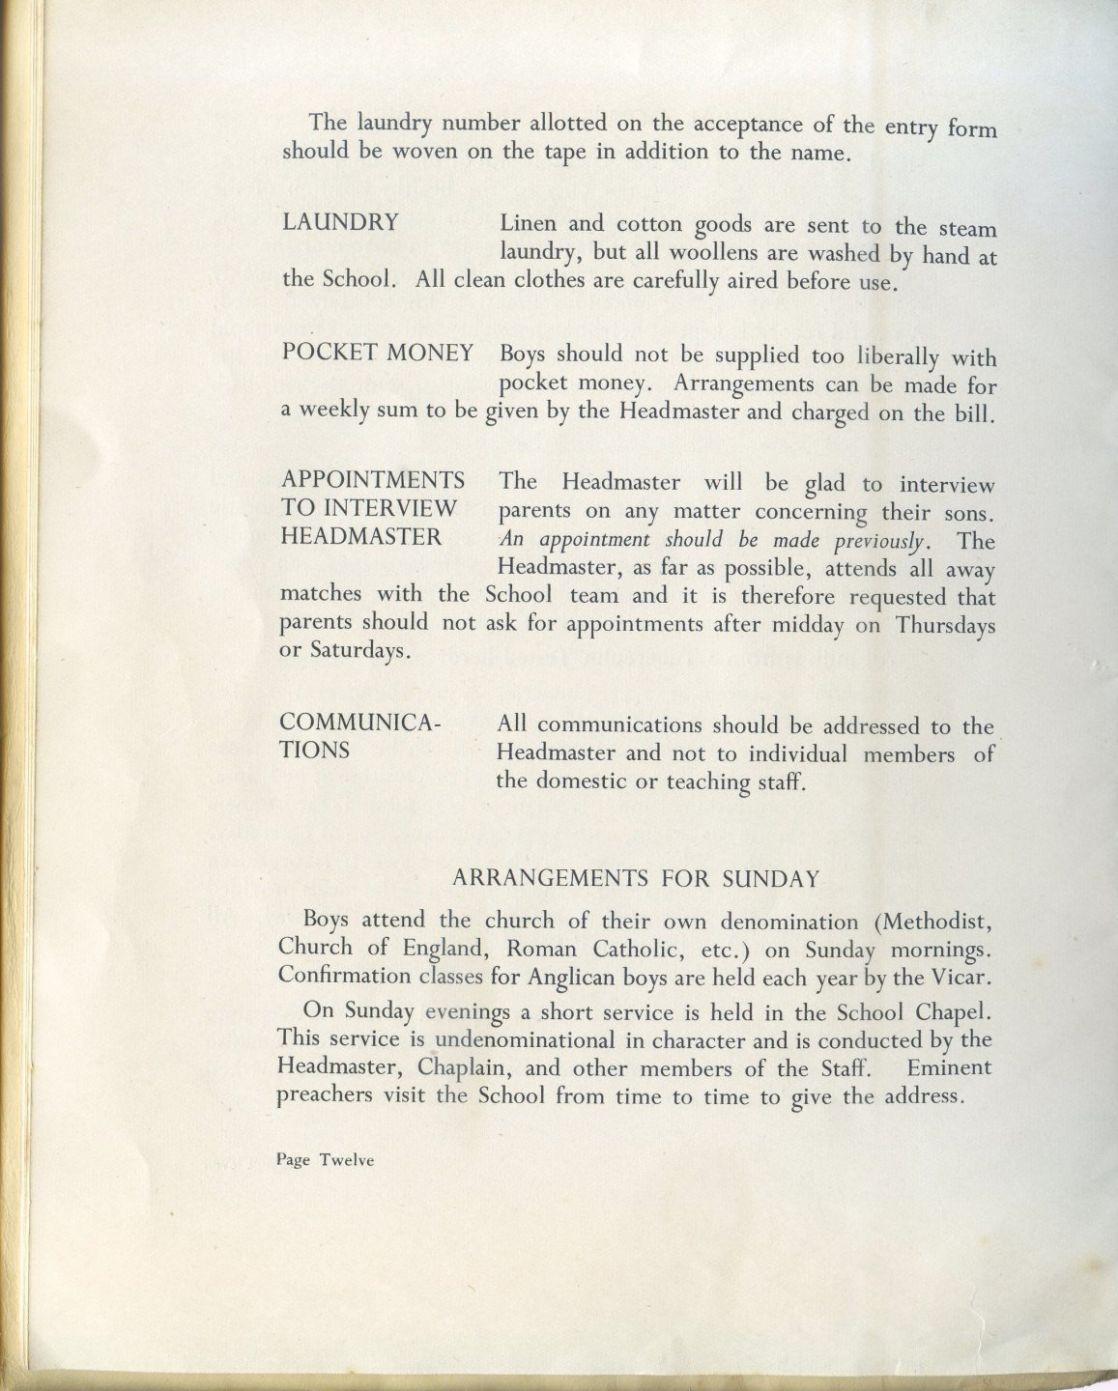 The laundry number allotted on the acceptance of the entry form
should be woven on the tape in addition to the name.
LAUNDRY Linen and cotton goods are sent to the steam
laundry, but all woollens are washed by hand at
the School. All clean clothes are carefully aired before use.
POCKET MONEY Boys should not be supplied too liberally with
pocket money. Arrangements can be made for
a weekly sum to be given by the Headmaster and charged on the bill.
APPOINTMENTS The Headmaster will be glad to interview
TO INTERVIEW parents on any matter concerning their sons.
HEADMASTER An appointment should be made previously. The
Headmaster, as far as possible, attends all away
matches with the School team and it is therefore requested that
parents should not ask for appointments after midday on Thursdays
or Saturdays.
COMMUNICA- All communications should be addressed to the
TIONS Headmaster and not to individual members of
the domestic or teaching staff.
ARRANGEMENTS FOR SUNDAY
Boys attend the church of their own denomination (Methodist,
Church of England, Roman Catholic, etc.) on Sunday mornings.
Confirmation classes for Anglican boys are held each year by the Vicar.
On Sunday evenings a short service is held in the School Chapel.
This service is undenominational in character and is conducted by the
Headmaster, Chaplain, and other members of the Staff. Eminent
preachers visit the School from time to time to give the address.
Page Twelve